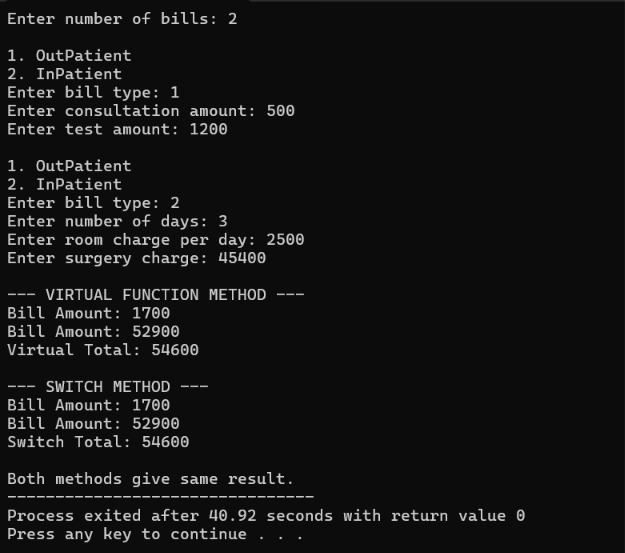 Enter number of bills: 2

1. OutPatient
2. InPatient
Enter bill type: 1
Enter consultation amount: 500
Enter test amount: 1200

1. OutPatient
2. InPatient
Enter bill type: 2
Enter number of days: 3
Enter room charge per day: 2500
Enter surgery charge: 45400

--- VIRTUAL FUNCTION METHOD ---
Bill Amount: 1700
Bill Amount: 52900
Virtual Total: 54600

--- SWITCH METHOD ---
Bill Amount: 1700
Bill Amount: 52900
Switch Total: 54600

Both methods give same result.
--------------------------------
Process exited after 40.92 seconds with return value 0
Press any key to continue . . .